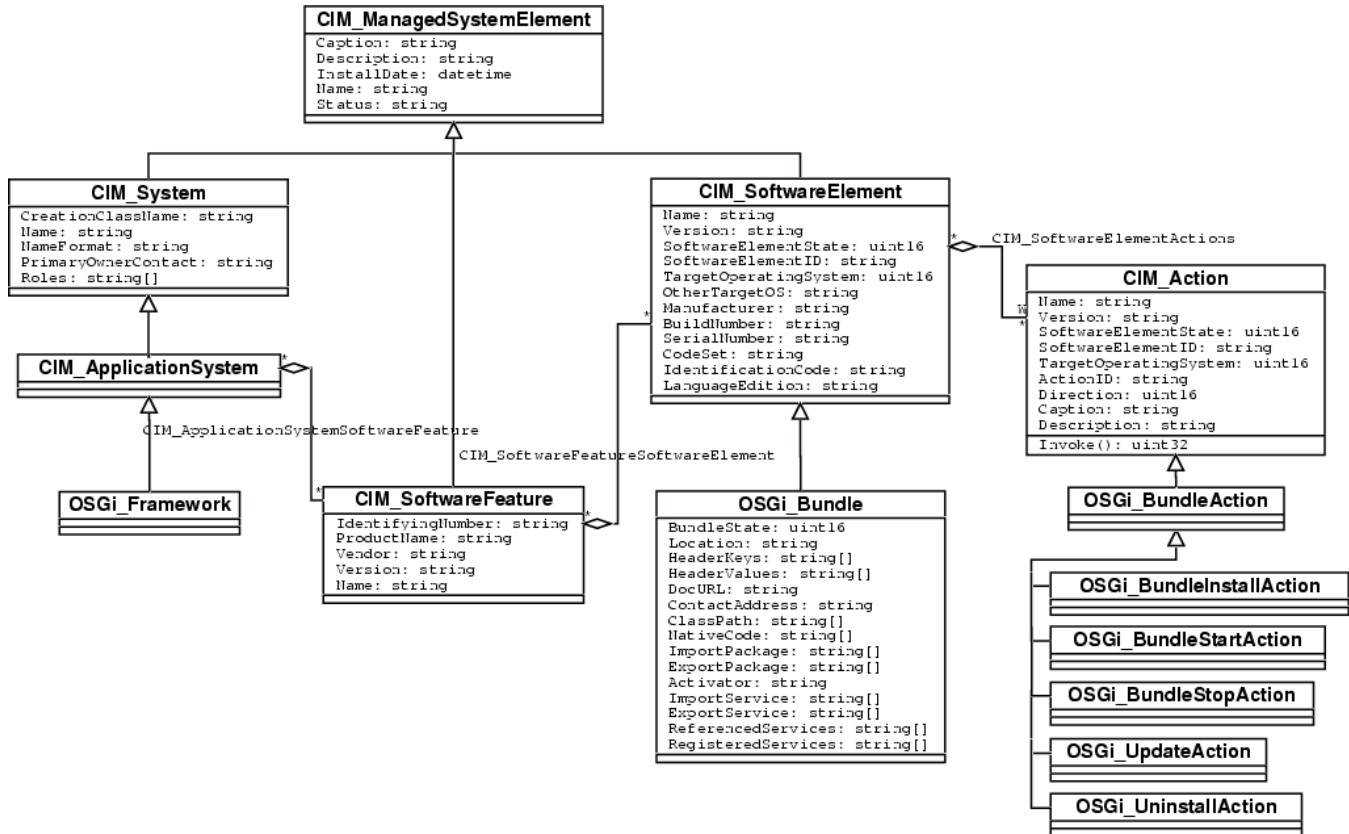 CIM_ManagedSystemElement
Caption: string
Description: string
InstallDate: datetime
Name: string
Status: string
CIM_System
CreationClassName: string
Name: string
NameFormat: string
PrimaryOwnerContact: string
Roles: string[]
CIM_SoftwareElement
Name: string
Version: string
SoftwareElementState: uint16
SoftwareElementID: string
TargetOperatingSystem: uint16
OtherTargetOS: string
Manufacturer: string
BuildNumber: string
SerialNumber: string
CodeSet: string
IdentificationCode: string
LanguageEdition: string
*
CIM_SoftwareElementActions
CIM_Action
Name: string
Version: string
SoftwareElementState: uint16
SoftwareElementID: string
TargetOperatingSystem: uint16
ActionID: string
Direction: uint16
Caption: string
Description: string
Invoke(): uint32
W
*
*
CIM_ApplicationSystem
*
CIM_ApplicationSystemSoftwareFeature
CIM_SoftwareFeatureSoftwareElement
OSGi_Framework
*
CIM_SoftwareFeature
IdentifyingNumber: string
ProductName: string
Vendor: string
Version: string
Name: string
*
OSGi_Bundle
BundleState: uint16
Location: string
HeaderKeys: string[]
HeaderValues: string[]
DocURL: string
ContactAddress: string
ClassPath: string[]
NativeCode: string[]
ImportPackage: string[]
ExportPackage: string[]
Activator: string
ImportService: string[]
ExportService: string[]
ReferencedServices: string[]
RegisteredServices: string[]
OSGi_BundleAction
OSGi_BundleInstallAction
OSGi_BundleStartAction
OSGi_BundleStopAction
OSGi_UpdateAction
OSGi_UninstallAction